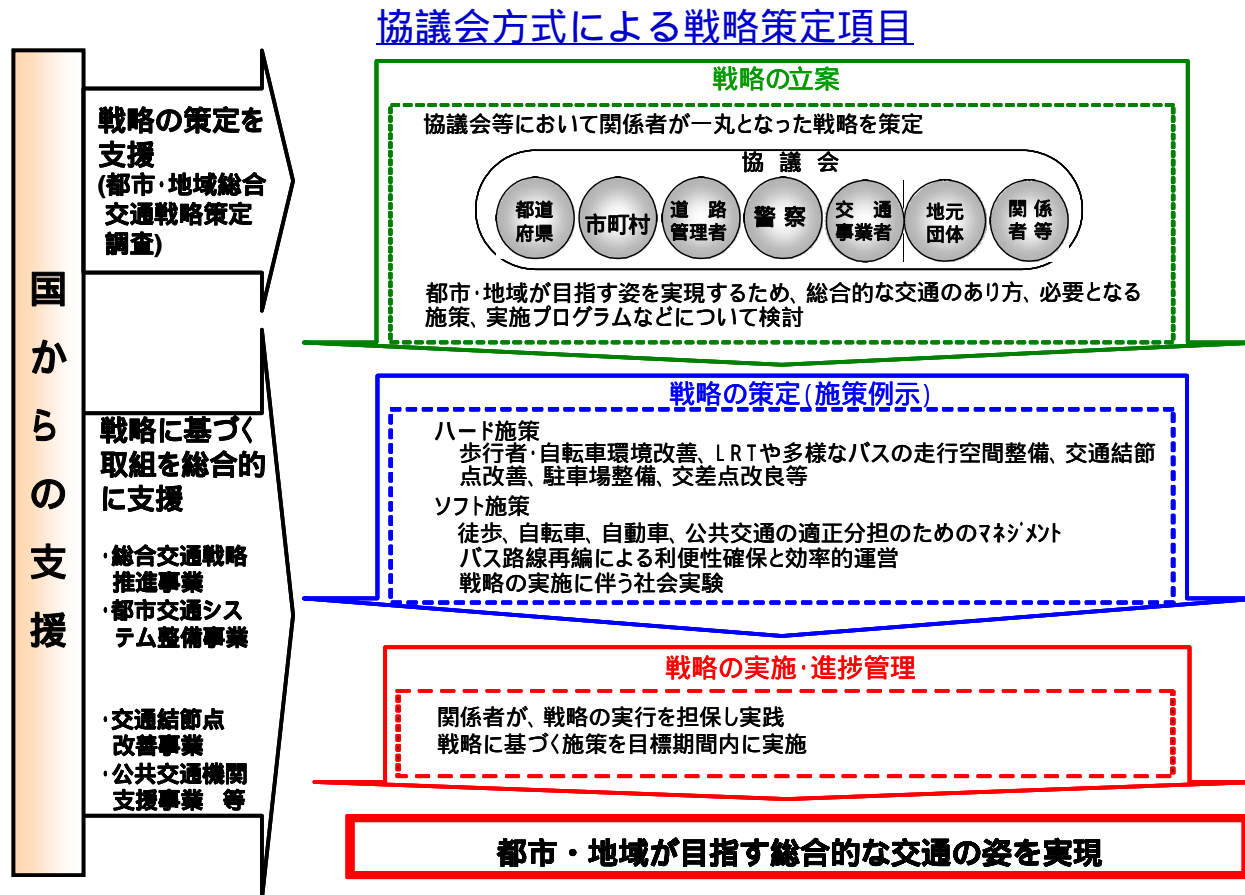 協議会方式による戦略策定項目
国からの支援
戦略の策定を
支援
(都市・地域総合
交通戦略策定
調査)
戦略に基づく
取組を総合的
に支援
・総合交通戦略
推進事業
・都市交通シス
テム整備事業
・交通結節点
改善事業
・公共交通機関
支援事業 等
戦略の立案
協議会等において関係者が一丸となった戦略を策定
協 議 会
都道
府県
市町村
道 路
管理者
警 察
交 通
事業者
地元
団体
関 係
者 等
都市・地域が目指す姿を実現するため、総合的な交通のあり方、必要となる
施策、実施プログラムなどについて検討
戦略の策定(施策例示)
ハード施策
歩行者・自転車環境改善、LRTや多様なバスの走行空間整備、交通結節
点改善、駐車場整備、交差点改良等
ソフト施策
徒歩、自転車、自動車、公共交通の適正分担のためのマネジメント
バス路線再編による利便性確保と効率的運営
戦略の実施に伴う社会実験
戦略の実施・進捗管理
関係者が、戦略の実行を担保し実践
戦略に基づく施策を目標期間内に実施
都市・地域が目指す総合的な交通の姿を実現